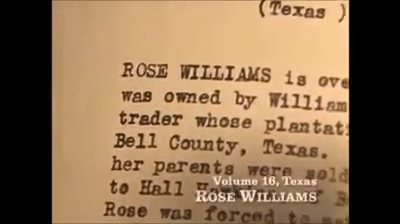 (Texas)
ROSE WILLIAMS is ove
was owned by William
trader whose plantat
Bell County, Texas.
her parents were sold
to Hall
Volume 16, Texas
ROSE WILLIAMS
Rose was forced to